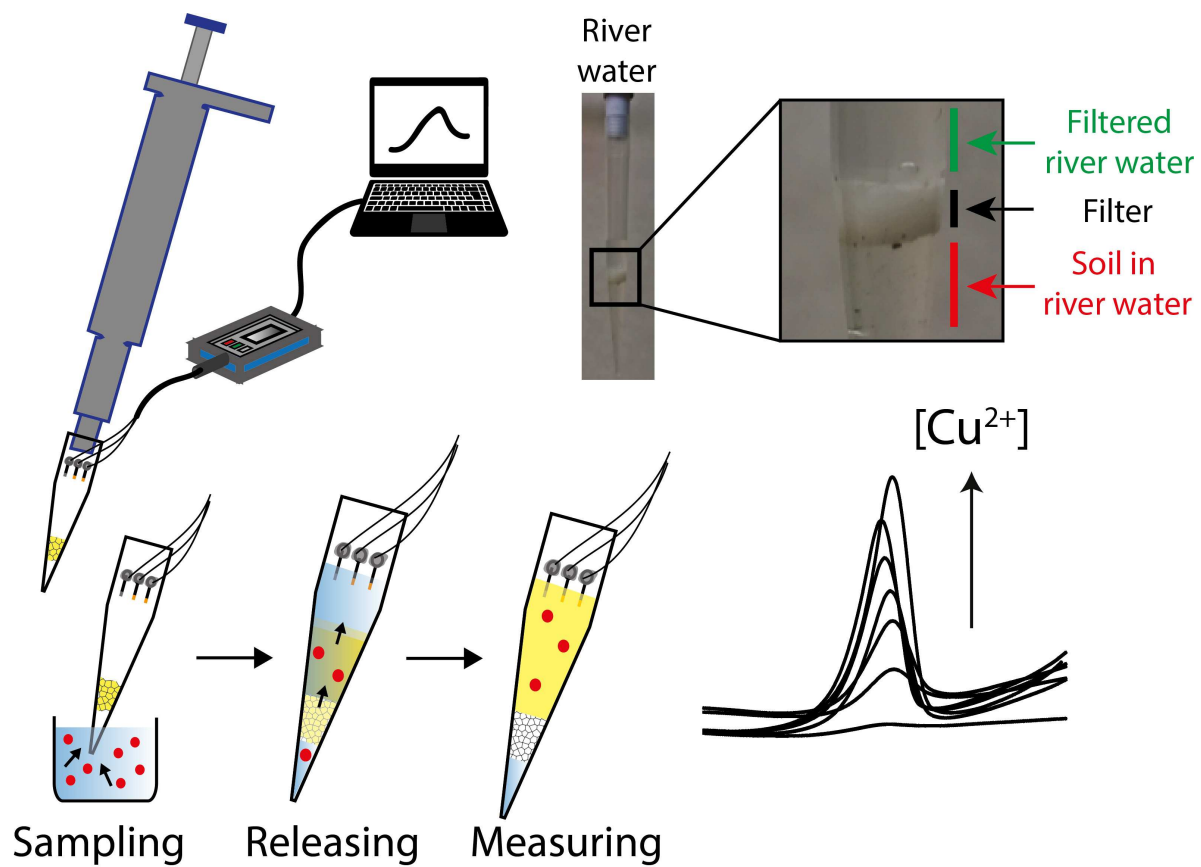 River
water
Filtered
river water
Filter
Soil in
river water
[Cu²⁺]
Sampling
Releasing
Measuring